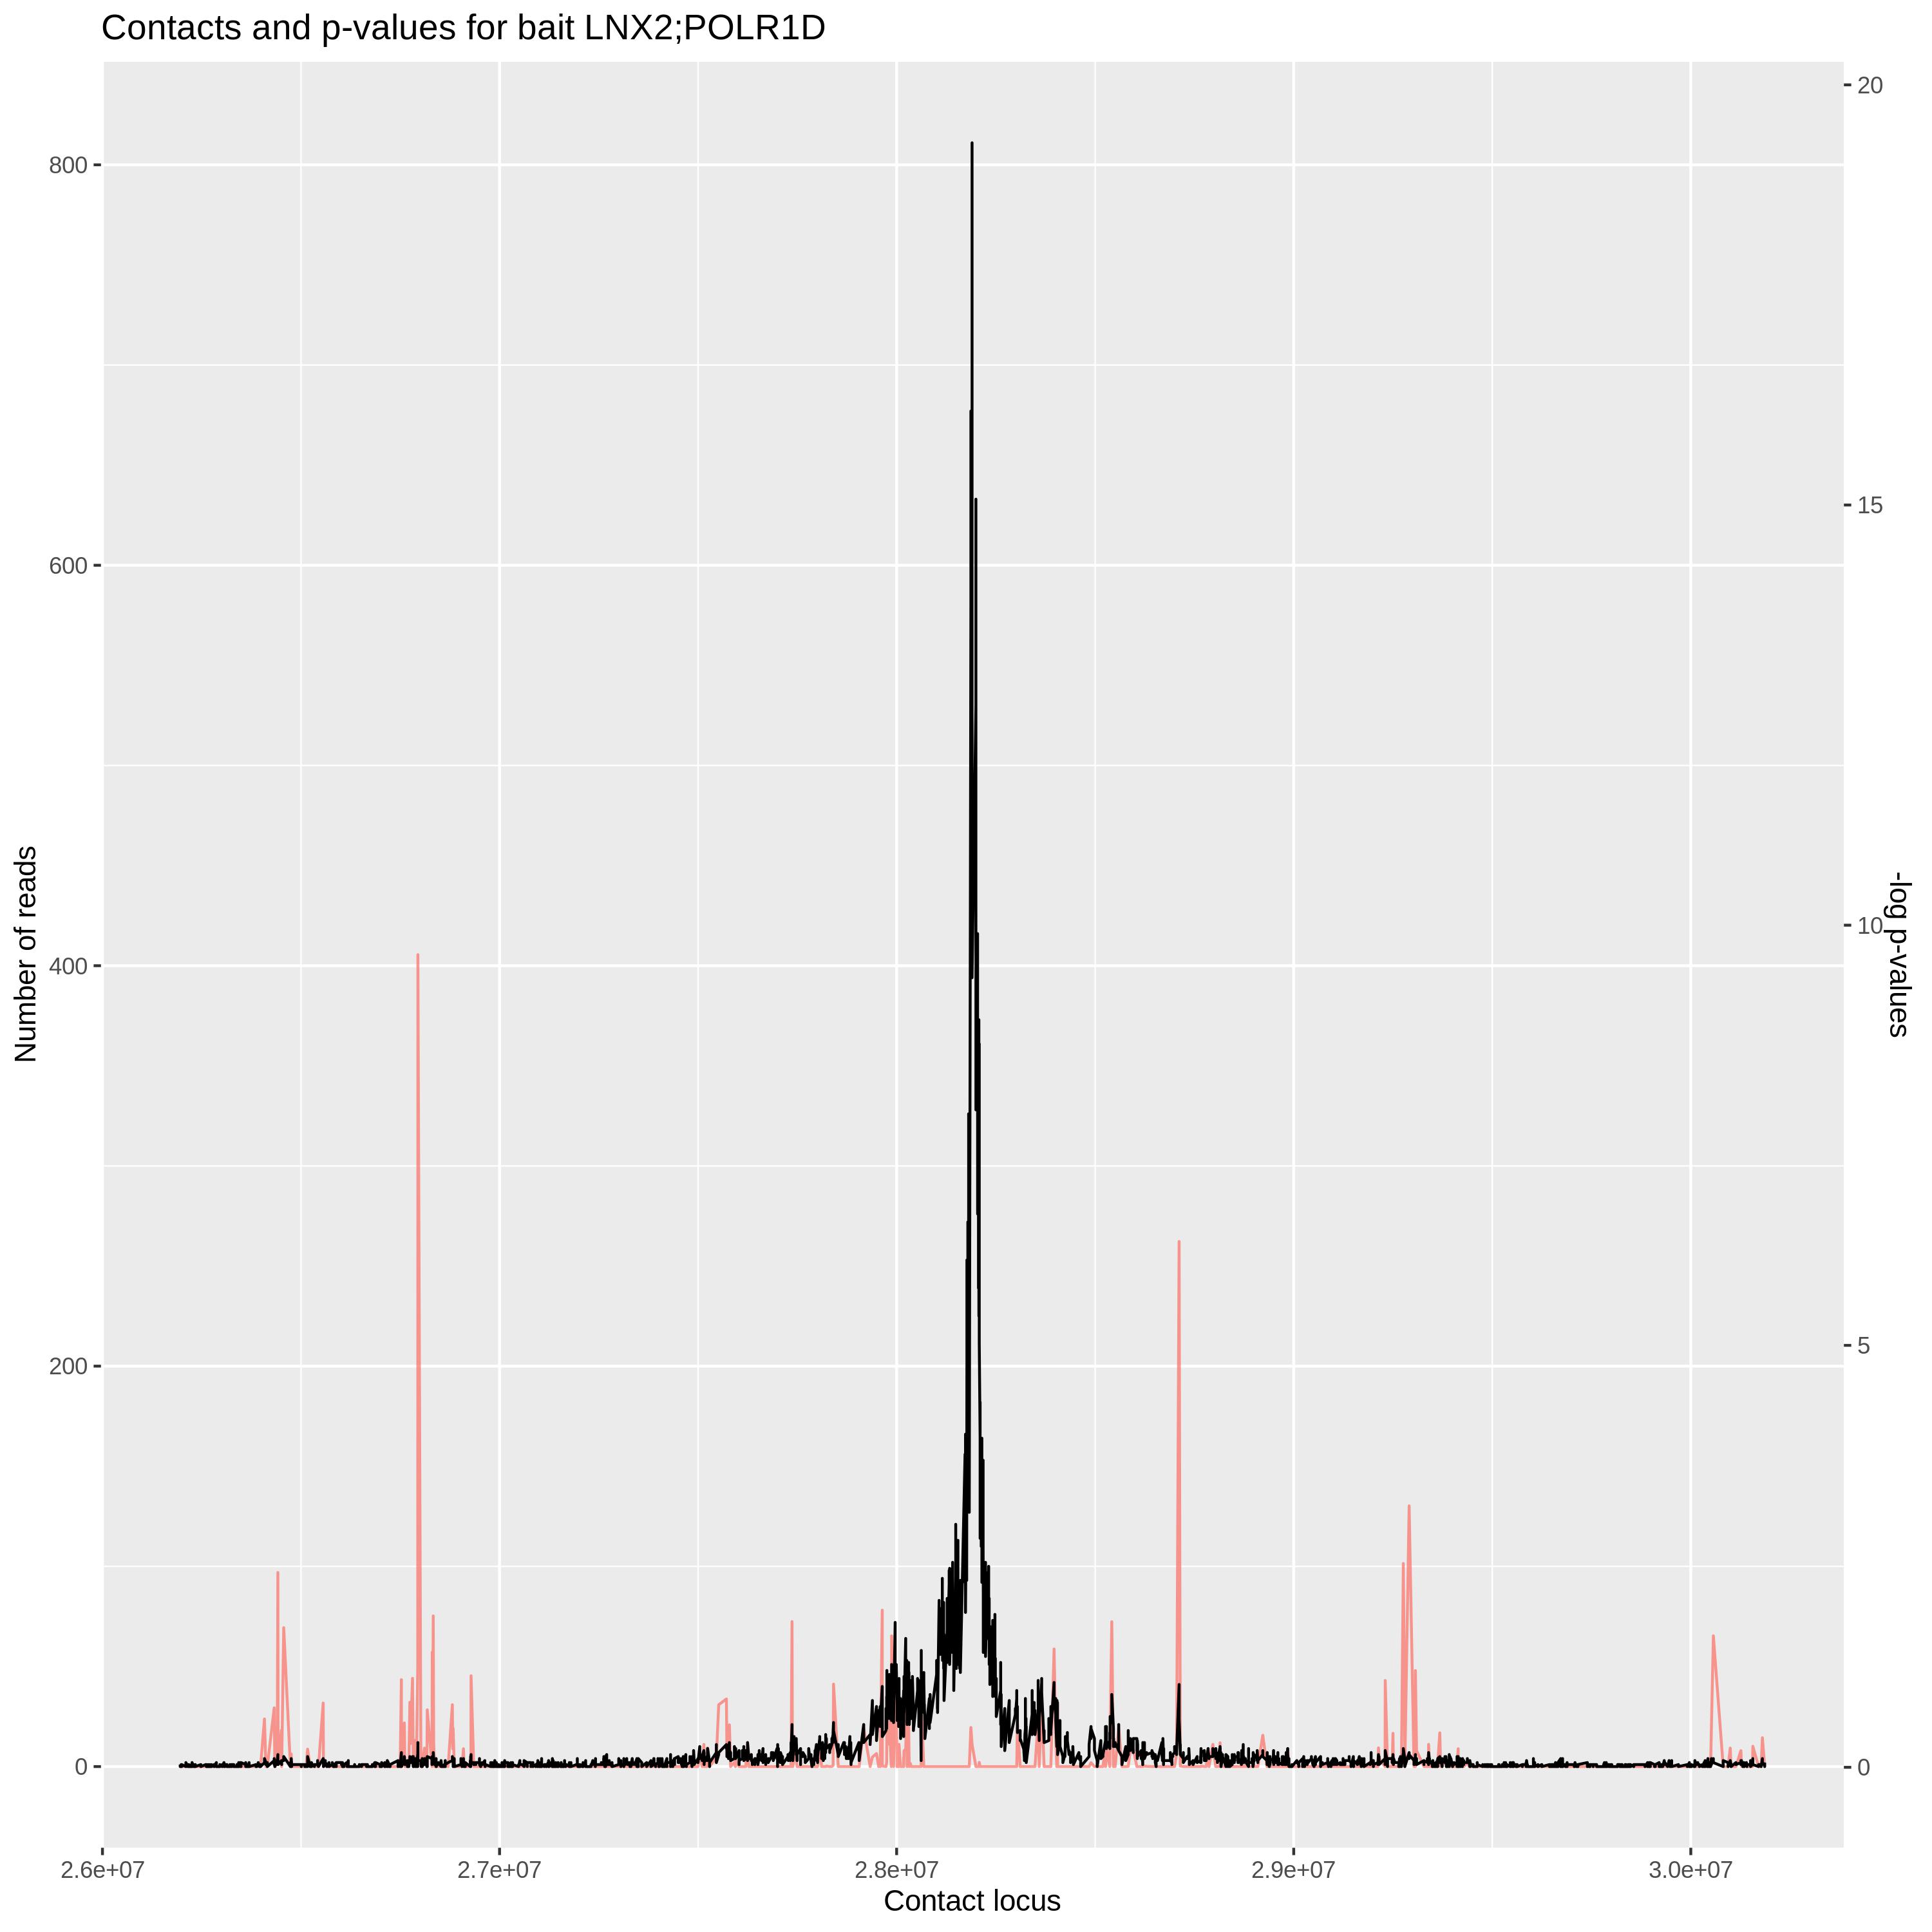 Contacts and p-values for bait LNX2;POLR1D
800
600
400
200
0
Number of reads
20
15
10
5
0
-log p-values
2.6e+07
2.7e+07
2.8e+07
2.9e+07
3.0e+07
Contact locus